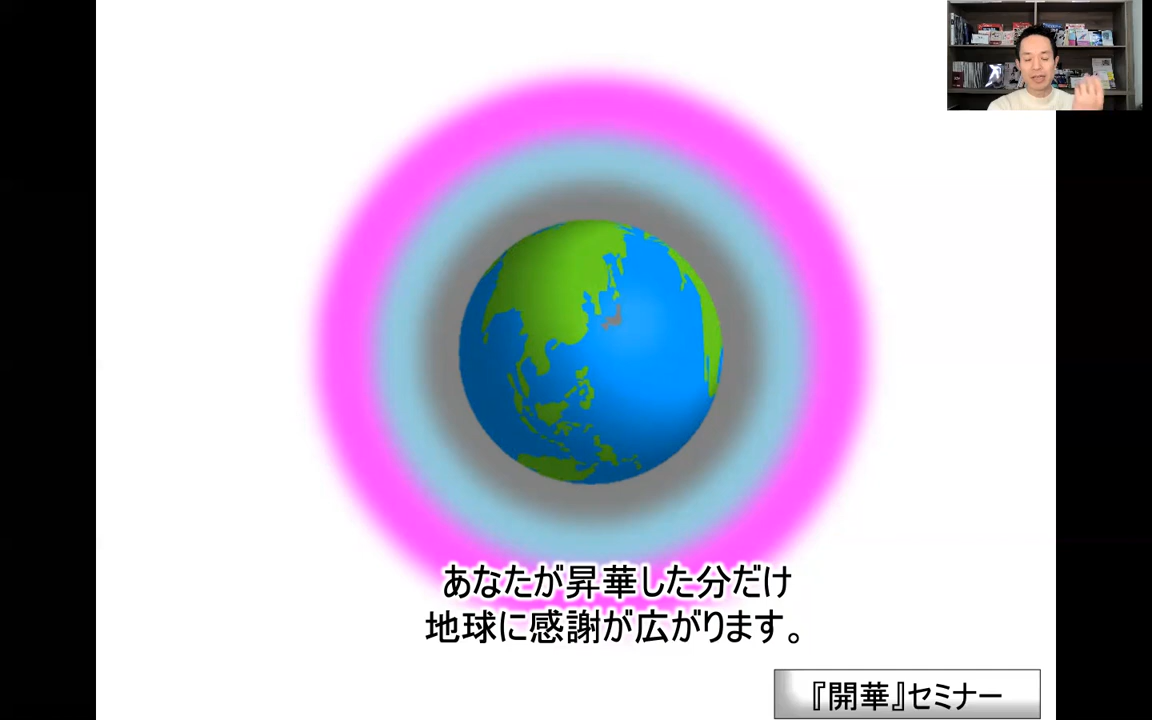 あなたが昇華した分だけ
地球に感謝が広がります。
『開華』セミナー